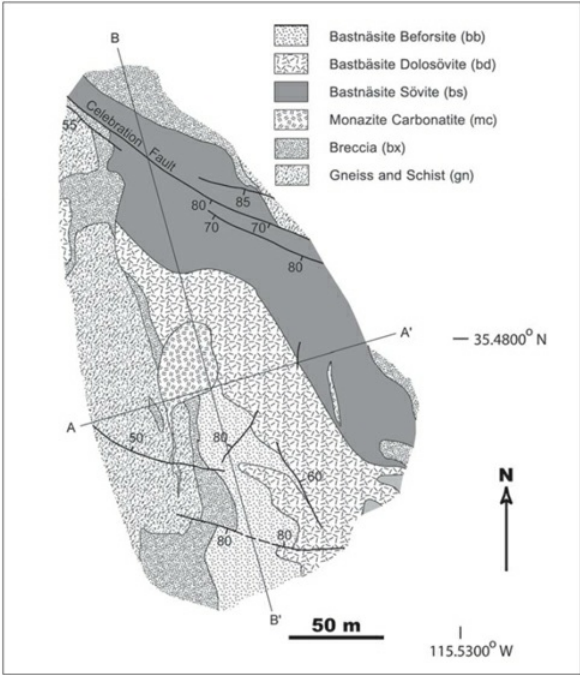 B
Bastnäsite Beforsite (bb)
Bastbäsite Dolosövite (bd)
Bastnäsite Sövite (bs)
Monazite Carbonatite (mc)
Breccia (bx)
Gneiss and Schist (gn)
Celebration Fault
55
85
80
70
70
80
A'
35.4800° N
A
50
80
60
80
80
N
B'
50 m
115.5300° W